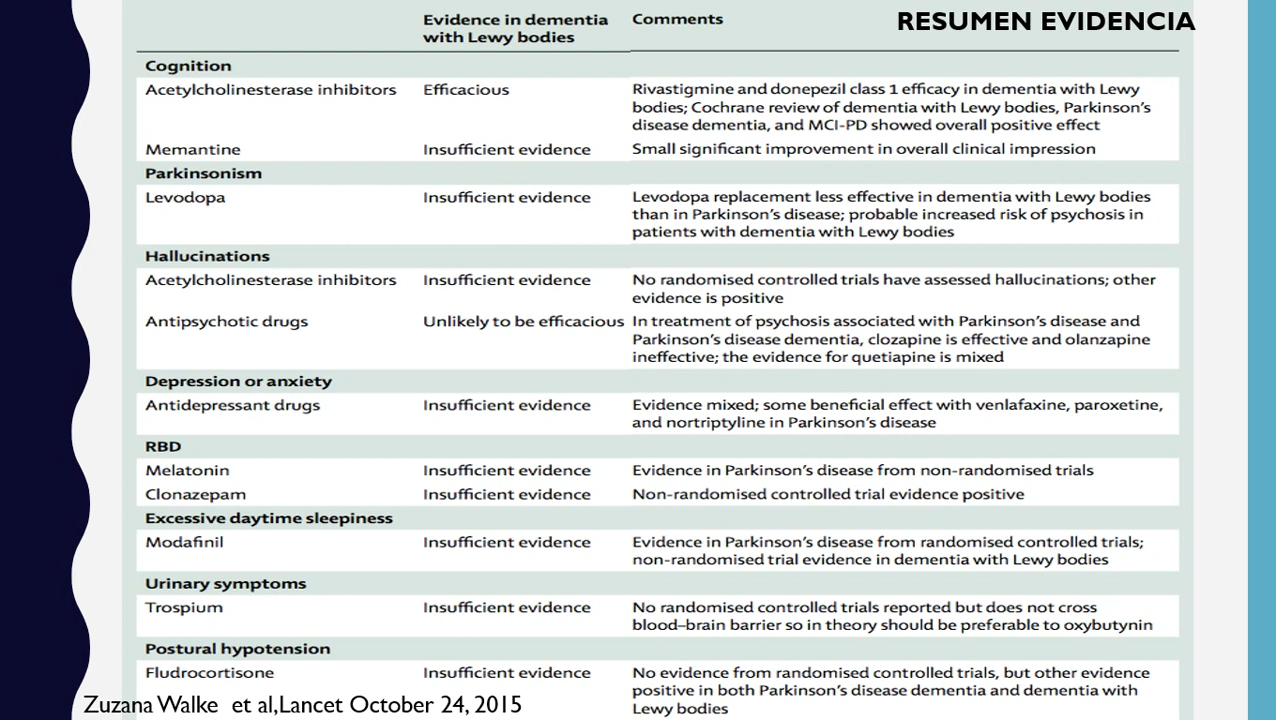 RESUMEN EVIDENCIA
Evidence in dementia
with Lewy bodies
Comments
Cognition
Acetylcholinesterase inhibitors Efficacious Rivastigmine and donepezil class 1 efficacy in dementia with Lewy
bodies; Cochrane review of dementia with Lewy bodies, Parkinson's
disease dementia, and MCI-PD showed overall positive effect
Memantine Insufficient evidence Small significant improvement in overall clinical impression
Parkinsonism
Levodopa Insufficient evidence Levodopa replacement less effective in dementia with Lewy bodies
than in Parkinson's disease; probable increased risk of psychosis in
patients with dementia with Lewy bodies
Hallucinations
Acetylcholinesterase inhibitors Insufficient evidence No randomised controlled trials have assessed hallucinations; other
evidence is positive
Antipsychotic drugs Unlikely to be efficacious In treatment of psychosis associated with Parkinson's disease and
Parkinson's disease dementia, clozapine is effective and olanzapine
ineffective; the evidence for quetiapine is mixed
Depression or anxiety
Antidepressant drugs Insufficient evidence Evidence mixed; some beneficial effect with venlafaxine, paroxetine,
and nortriptyline in Parkinson's disease
RBD
Melatonin Insufficient evidence Evidence in Parkinson's disease from non-randomised trials
Clonazepam Insufficient evidence Non-randomised controlled trial evidence positive
Excessive daytime sleepiness
Modafinil Insufficient evidence Evidence in Parkinson's disease from randomised controlled trials;
non-randomised trial evidence in dementia with Lewy bodies
Urinary symptoms
Trospium Insufficient evidence No randomised controlled trials reported but does not cross
blood–brain barrier so in theory should be preferable to oxybutynin
Postural hypotension
Fludrocortisone Insufficient evidence No evidence from randomised controlled trials, but other evidence
positive in both Parkinson's disease dementia and dementia with
Lewy bodies
Zuzana Walke et al,Lancet October 24, 2015